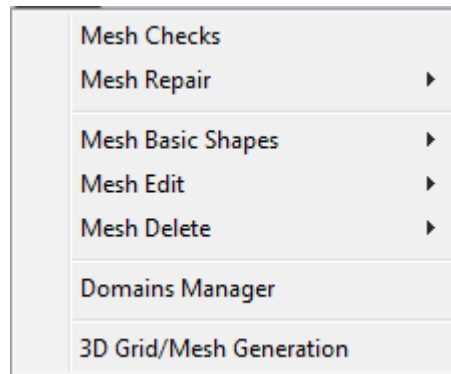 Mesh Checks
Mesh Repair
Mesh Basic Shapes
Mesh Edit
Mesh Delete
Domains Manager
3D Grid/Mesh Generation